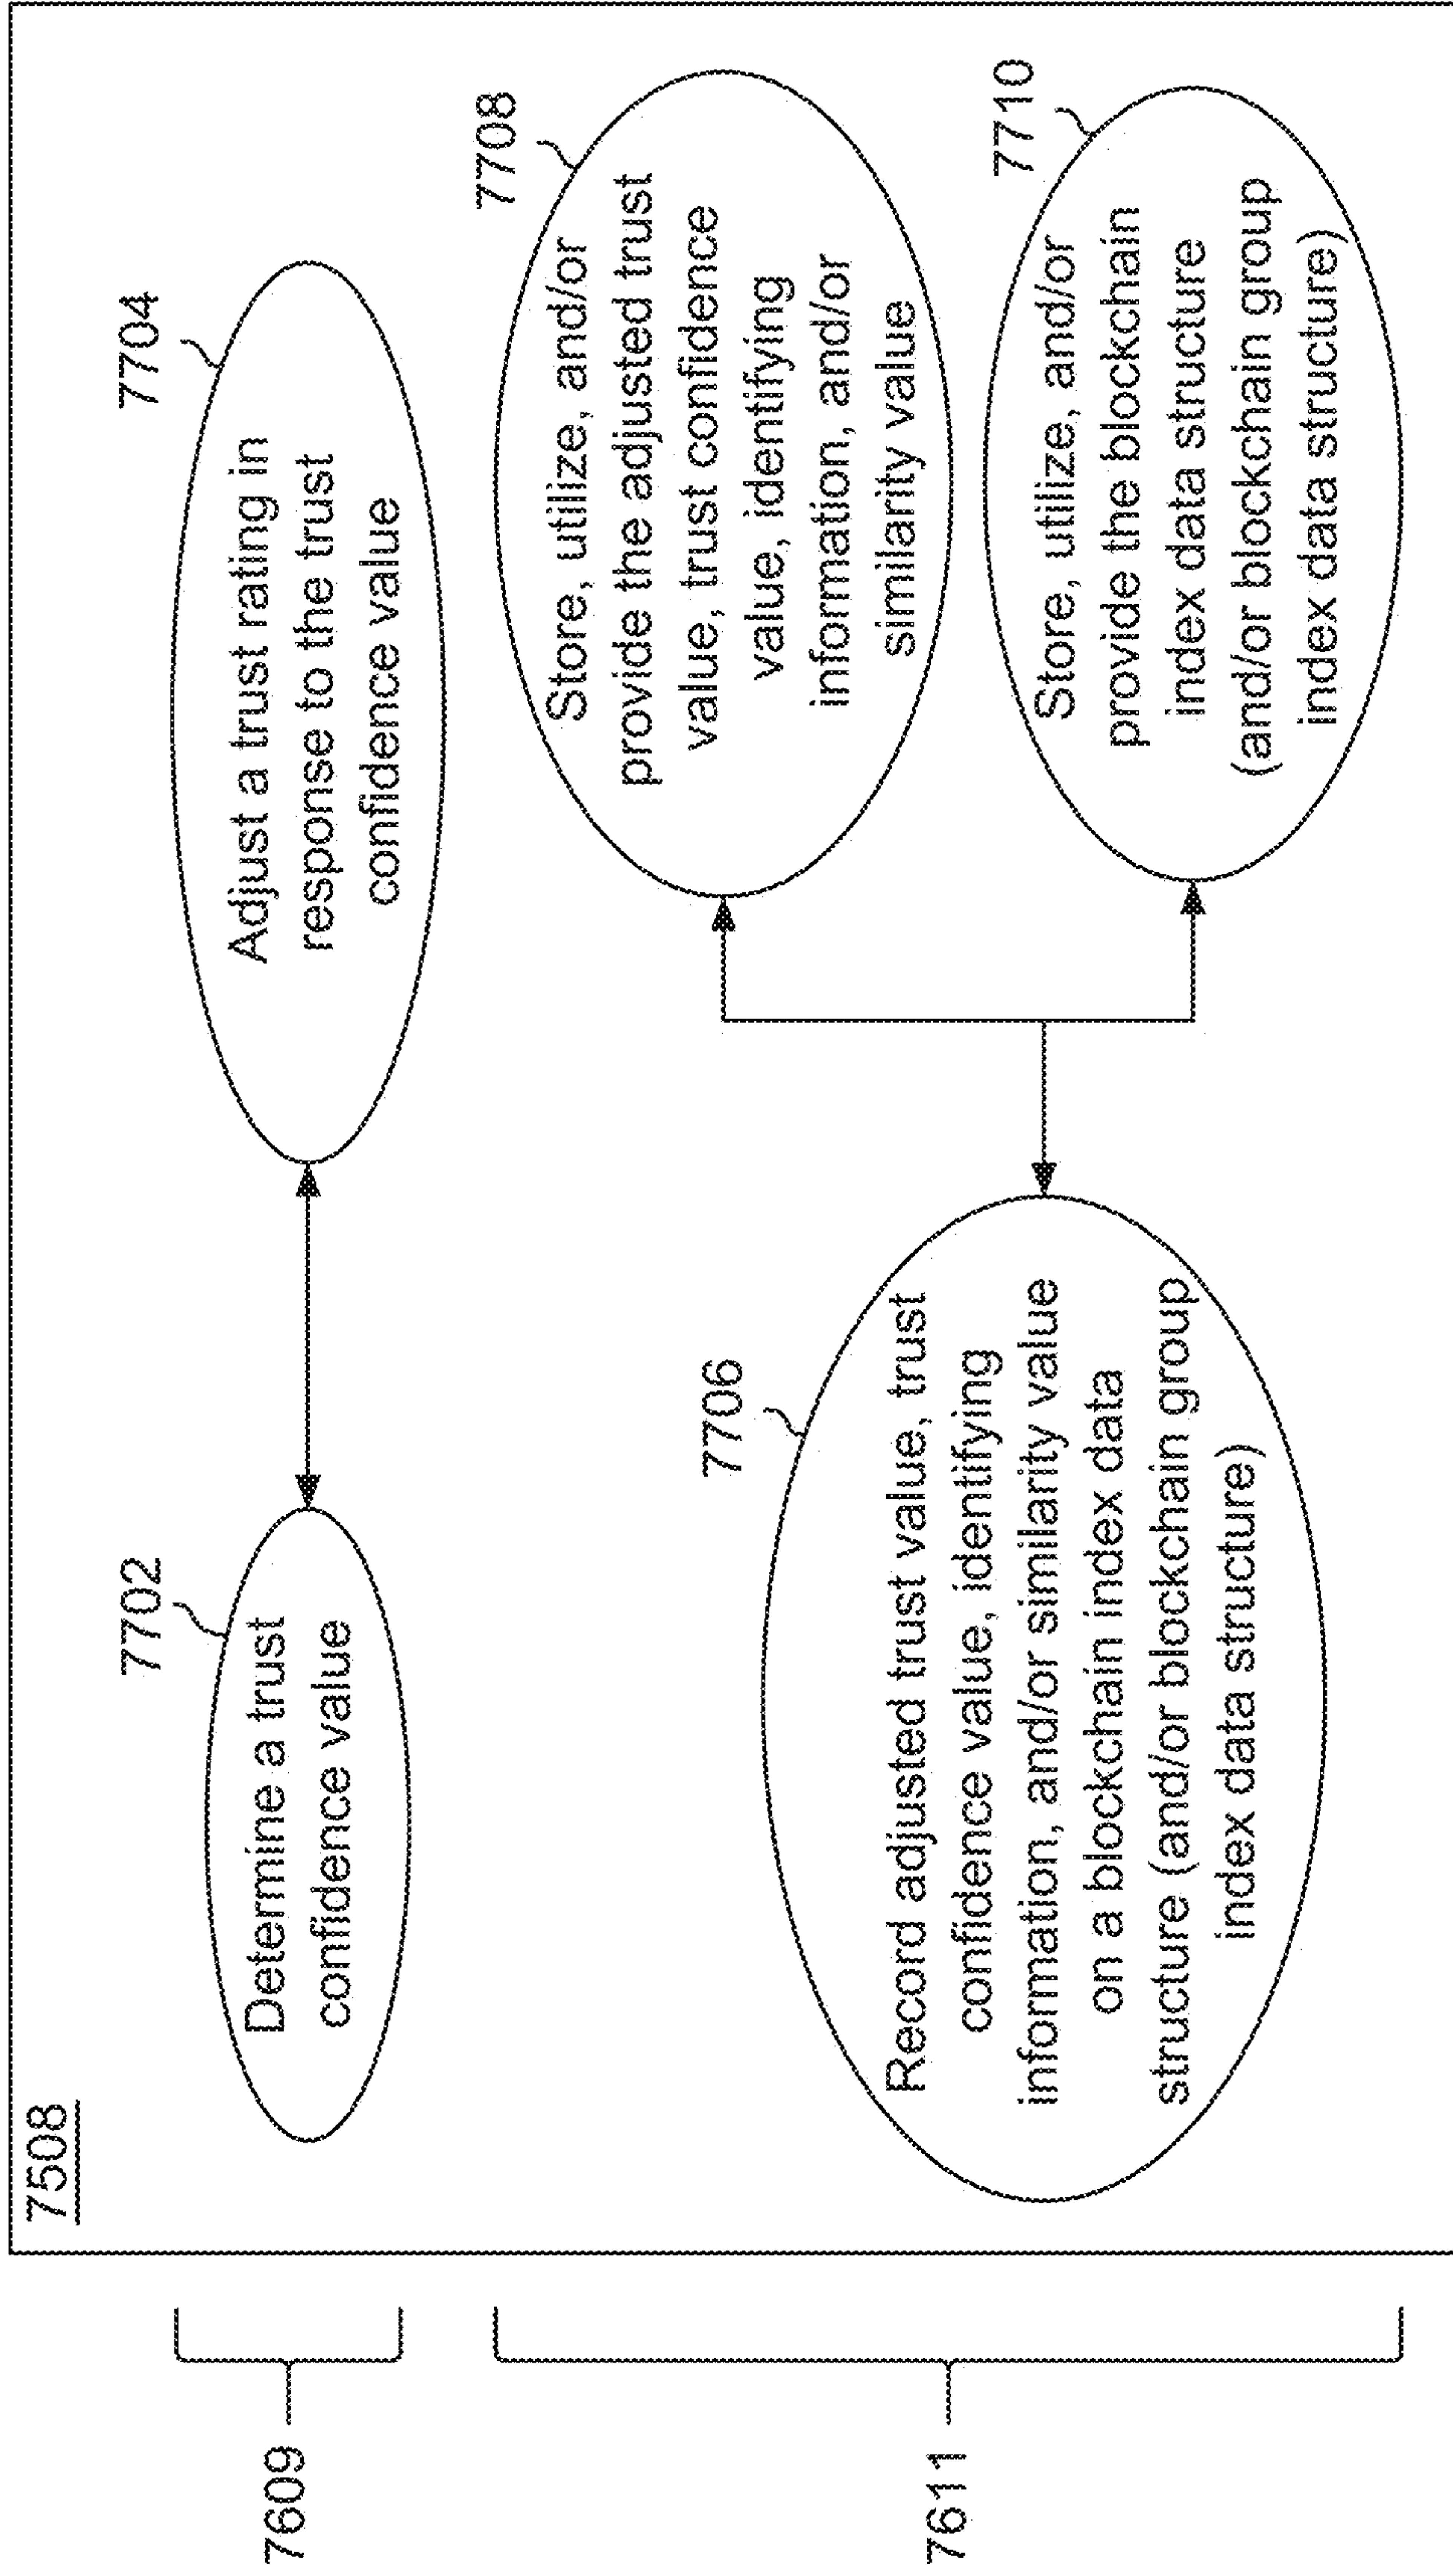 7508
7609
7702
Determine a trust
confidence value
7704
Adjust a trust rating in
response to the trust
confidence value
7611
7706
Record adjusted trust value, trust
confidence value, identifying
information, and/or similarity value
on a blockchain index data
structure (and/or blockchain group
index data structure)
7708
Store, utilize, and/or
provide the adjusted trust
value, trust confidence
value, identifying
information, and/or
similarity value
7710
Store, utilize, and/or
provide the blockchain
index data structure
(and/or blockchain group
index data structure)